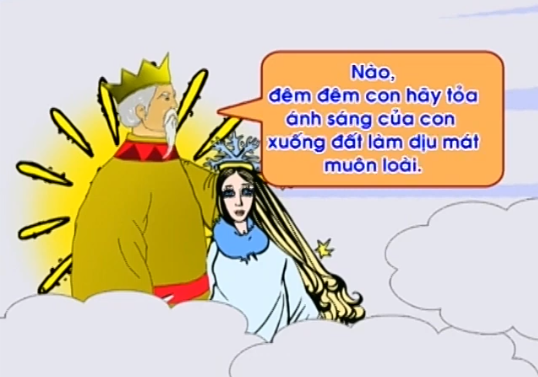 Nào,
đêm đêm con hãy tỏa
ánh sáng của con
xuống đất làm dịu mát
muôn loài.